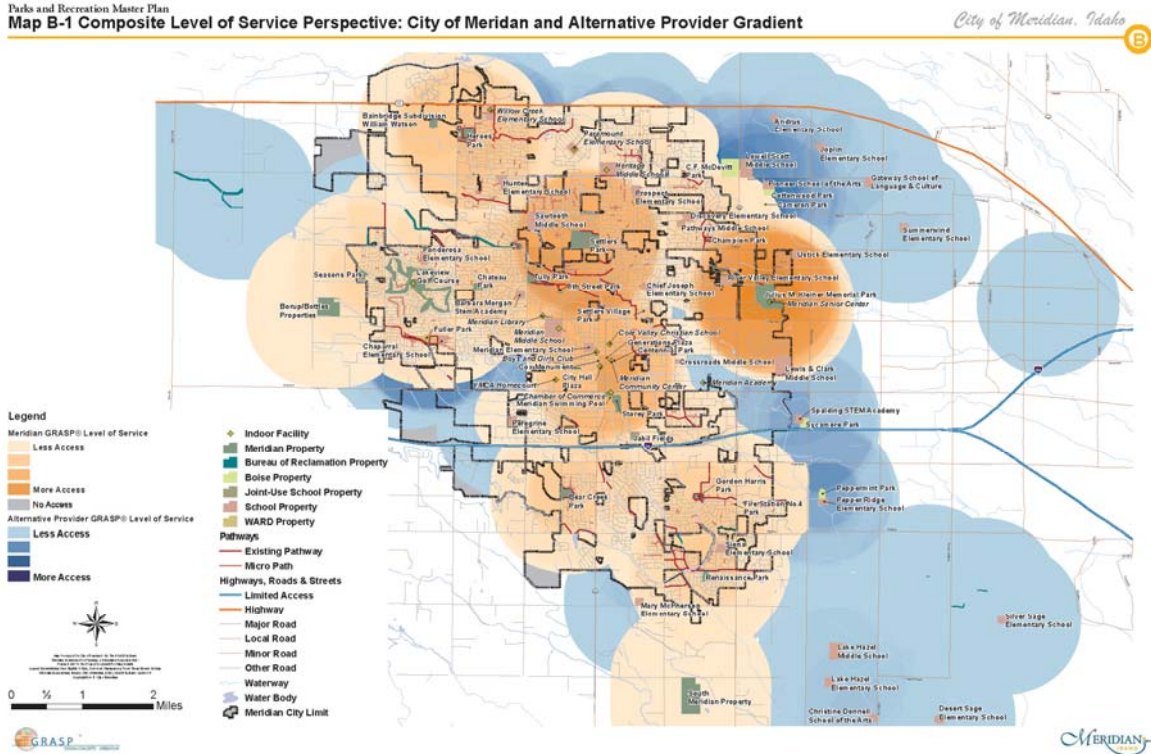 Parks and Recreation Master Plan
Map B-1 Composite Level of Service Perspective: City of Meridan and Alternative Provider Gradient
City of Meridian, Idaho
B
Willow Creek
Elementary School
Bainbridge Subdivision
William Watson
Heroes
Park
Paramount
Elementary School
Andrus
Elementary School
Joplin
Elementary School
Lowell Scott
Middle School
Heritage
Middle School
C.F. McDevitt
Park
Pioneer School of the Arts
Gateway School of
Language & Culture
Hunter
Elementary School
Prospect
Elementary School
Cottonwood Park
Cameron Park
Sawtooth
Middle School
Discovery Elementary School
Pathways Middle School
Champion Park
Summerwind
Elementary School
Settlers
Park
Ponderosa
Elementary School
Ustick Elementary School
Seasons Park
Lakeview
Golf Course
Chateau
Park
Tully Park
8th Street Park
Chief Joseph
Elementary School
River Valley Elementary School
Julius M. Kleiner Memorial Park
Meridian Senior Center
Borup/Bottles
Properties
Barbara Morgan
Stem Academy
Meridian Library
Settlers Village
Park
Fuller Park
Meridian
Middle School
Cole Valley Christian School
Generations Plaza
Centennial Park
Chaparral
Elementary School
Meridian Elementary School
Boys and Girls Club
Crossroads Middle School
Lewis & Clark
Middle School
YMCA Homecourt
City Hall
Plaza
Meridian
Community Center
Meridian Academy
Chamber of Commerce
Meridian Swimming Pool
Storey Park
Spalding STEM Academy
Sycamore Park
Peregrine
Elementary School
Jabil Fields
Bear Creek
Park
Gordon Harris
Park
Fire Station No.4
Park
Peppermint Park
Pepper Ridge
Elementary School
Siena
Elementary School
Renaissance Park
Mary McPherson
Elementary School
Silver Sage
Elementary School
Lake Hazel
Middle School
Lake Hazel
Elementary School
South
Meridian Property
Christine Donnell
School of the Arts
Desert Sage
Elementary School
Legend
Meridian GRASP® Level of Service
Less Access
More Access
No Access
Alternative Provider GRASP® Level of Service
Less Access
More Access
Indoor Facility
Meridian Property
Bureau of Reclamation Property
Boise Property
Joint-Use School Property
School Property
WARD Property
Pathways
Existing Pathway
Micro Path
Highways, Roads & Streets
Limited Access
Highway
Major Road
Local Road
Minor Road
Other Road
Waterway
Water Body
Meridian City Limit
0 ½ 1 2
Miles
GRASP
MERIDIAN
IDAHO